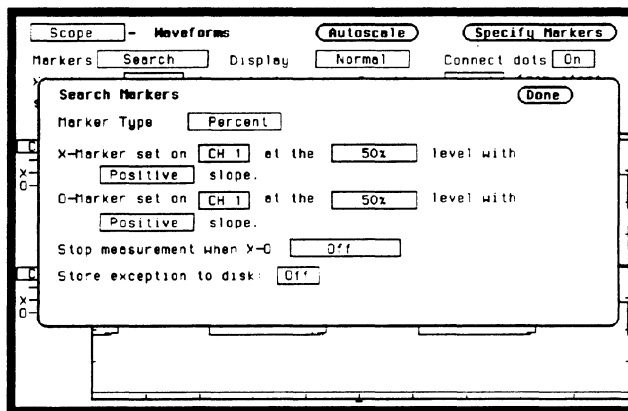 Scope - Waveforms Autoscale Specify Markers
Markers Search Display Normal Connect dots On
Search Markers Done
Marker Type Percent
X-Marker set on CH 1 at the 50% level with
Positive slope.
O-Marker set on CH 1 at the 50% level with
Positive slope.
Stop measurement when X-O Off
Store exception to disk: Off
X-
O-
X-
O-